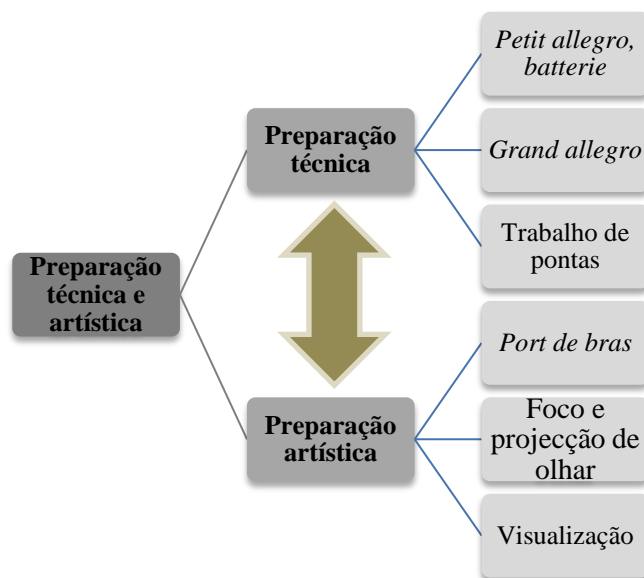 Petit allegro,
batterie
Preparação
técnica
Grand allegro
Trabalho de
pontas
Preparação
técnica e
artística
Port de bras
Preparação
artística
Foco e
projecção de
olhar
Visualização